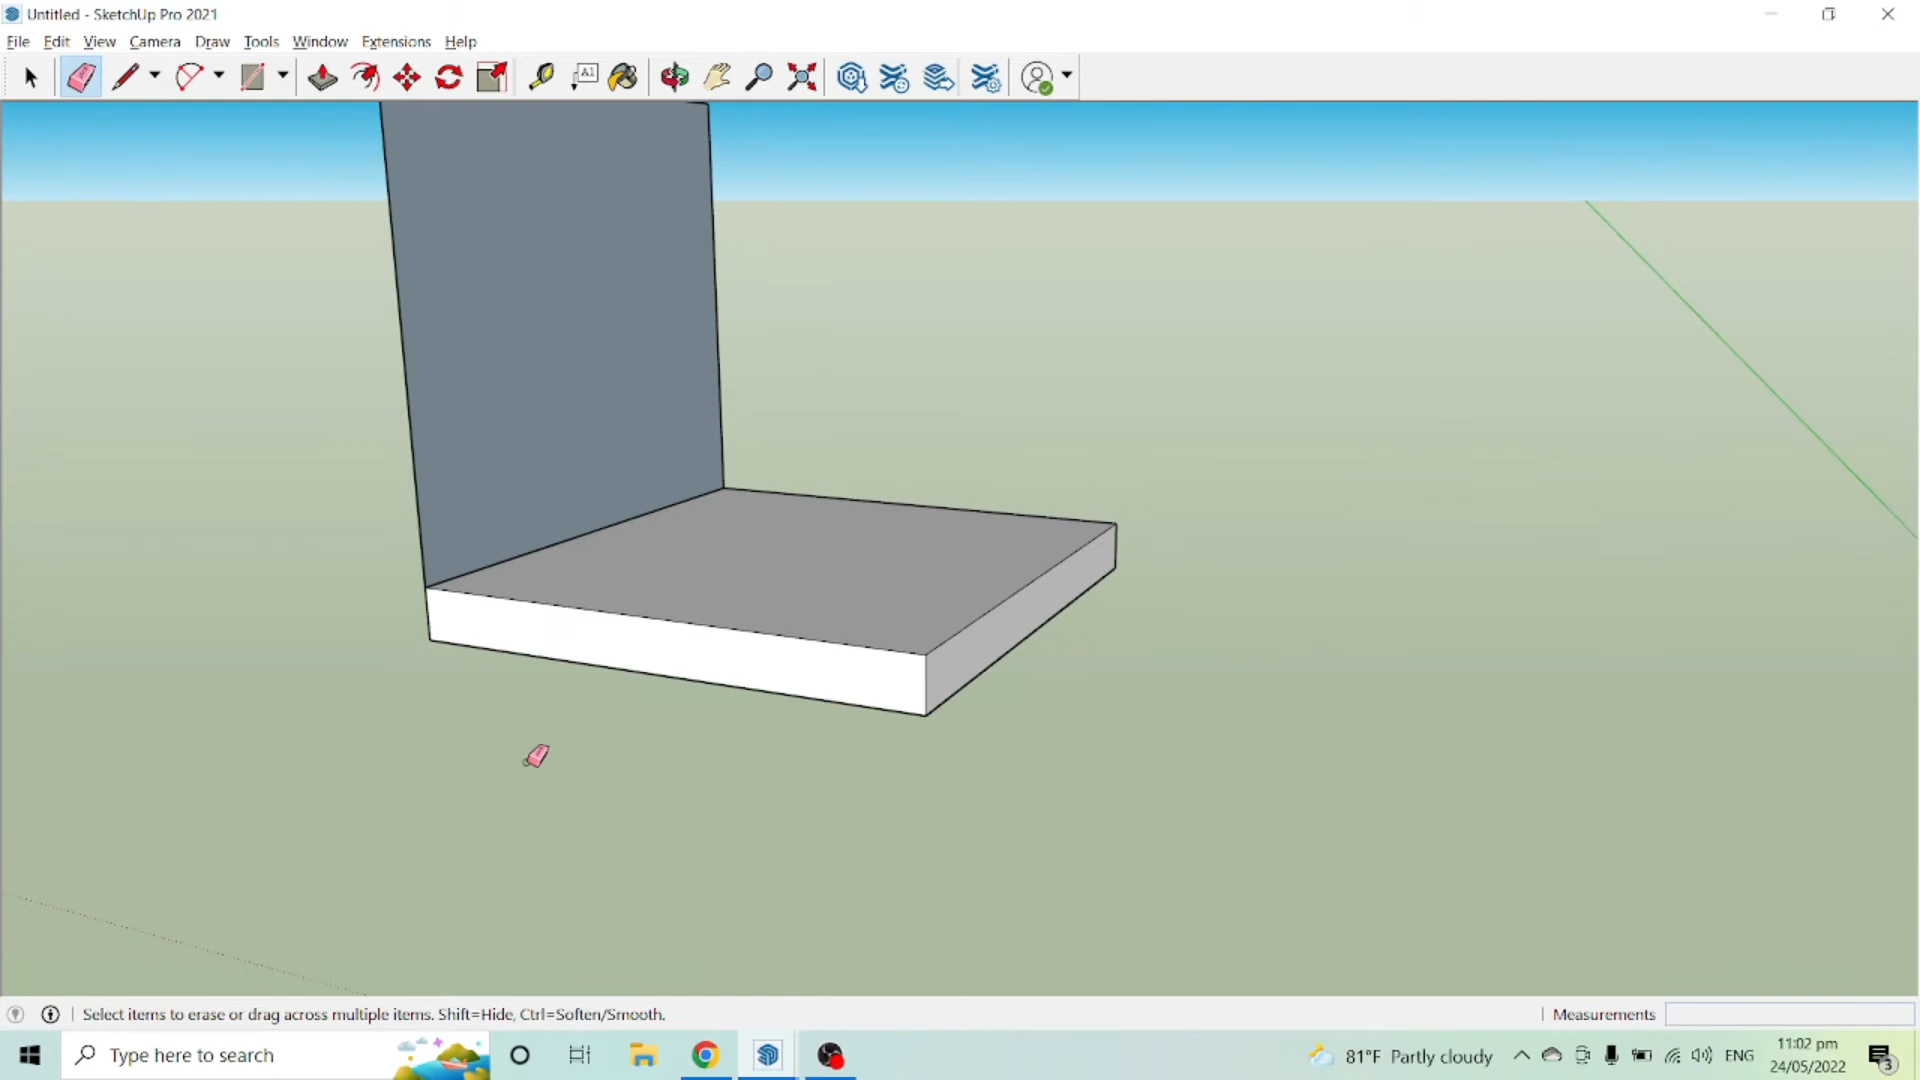 Untitled - SketchUp Pro 2021
File Edit View Camera Draw Tools Window Extensions Help
A1
Select items to erase or drag across multiple items. Shift=Hide, Ctrl=Soften/Smooth.
Measurements
Type here to search
81°F Partly cloudy
ENG
11:02 pm
24/05/2022
3